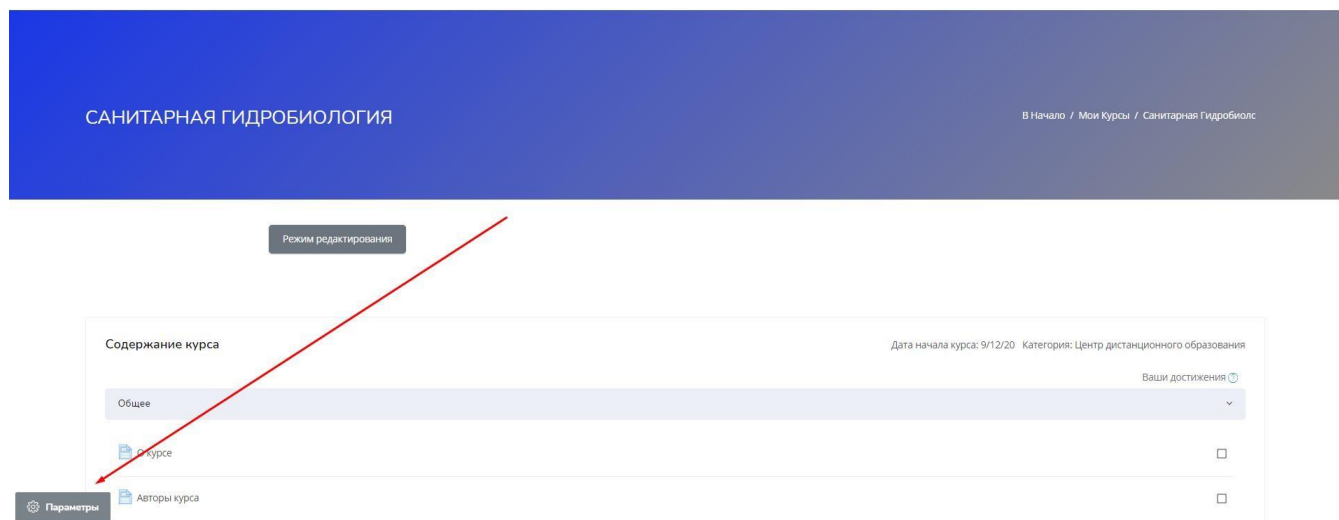 САНИТАРНАЯ ГИДРОБИОЛОГИЯ
В Начало / Мои Курсы / Санитарная Гидробиолс
Режим редактирования
Содержание курса
Дата начала курса: 9/12/20 Категория: Центр дистанционного образования
Ваши достижения
Общее
О курсе
Авторы курса
Параметры